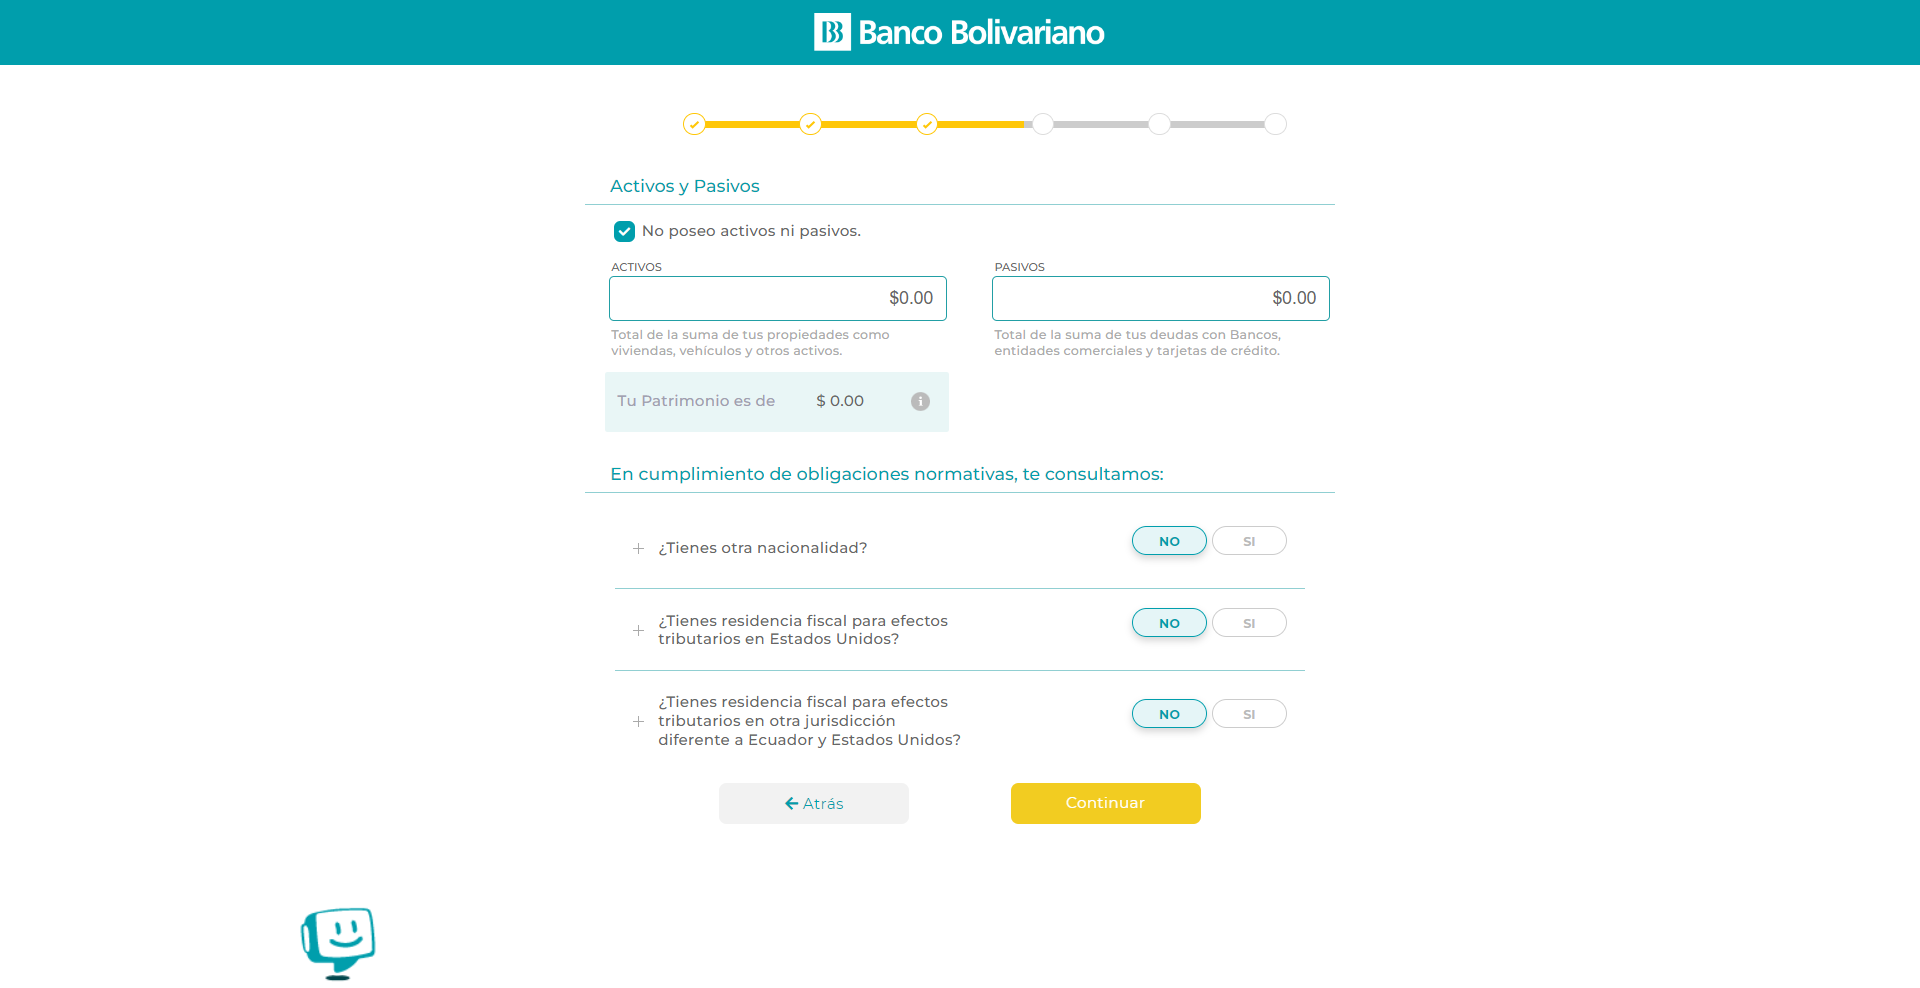 Banco Bolivariano
Activos y Pasivos
No poseo activos ni pasivos.
ACTIVOS
$0.00
Total de la suma de tus propiedades como
viviendas, vehículos y otros activos.
PASIVOS
$0.00
Total de la suma de tus deudas con Bancos,
entidades comerciales y tarjetas de crédito.
Tu Patrimonio es de $ 0.00
En cumplimiento de obligaciones normativas, te consultamos:
¿Tienes otra nacionalidad?
NO SI
¿Tienes residencia fiscal para efectos
tributarios en Estados Unidos?
NO SI
¿Tienes residencia fiscal para efectos
tributarios en otra jurisdicción
diferente a Ecuador y Estados Unidos?
NO SI
Atrás
Continuar